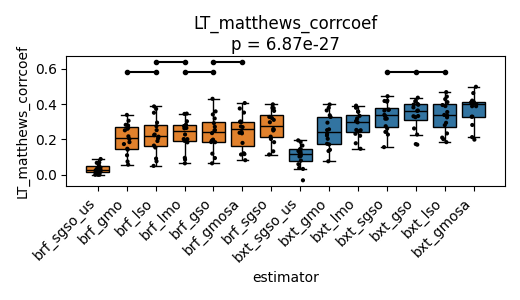 LT_matthews_corrcoef
p = 6.87e-27
LT_matthews_corrcoef
0.6
0.4
0.2
0.0
brf_sgso_us
brf_gmo
brf_lso
brf_lmo
brf_gso
brf_gmosa
brf_sgso
bxt_sgso_us
bxt_gmo
bxt_lmo
bxt_sgso
bxt_gso
bxt_lso
bxt_gmosa
estimator